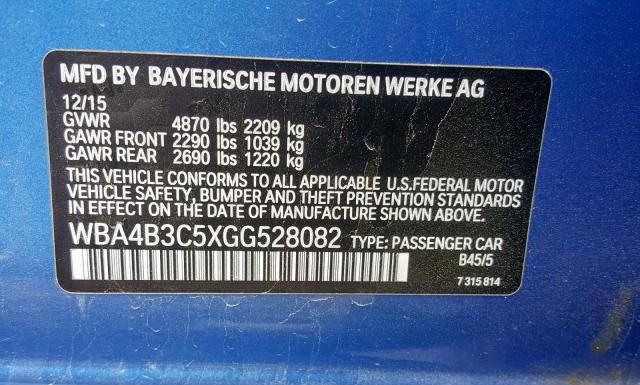 MFD BY BAYERISCHE MOTOREN WERKE AG
12/15
GVWR 4870 lbs 2209 kg
GAWR FRONT 2290 lbs 1039 kg
GAWR REAR 2690 lbs 1220 kg
THIS VEHICLE CONFORMS TO ALL APPLICABLE U.S.FEDERAL MOTOR
VEHICLE SAFETY, BUMPER AND THEFT PREVENTION STANDARDS
IN EFFECT ON THE DATE OF MANUFACTURE SHOWN ABOVE.
WBA4B3C5XGG528082 TYPE: PASSENGER CAR
B45/5
7 315 814